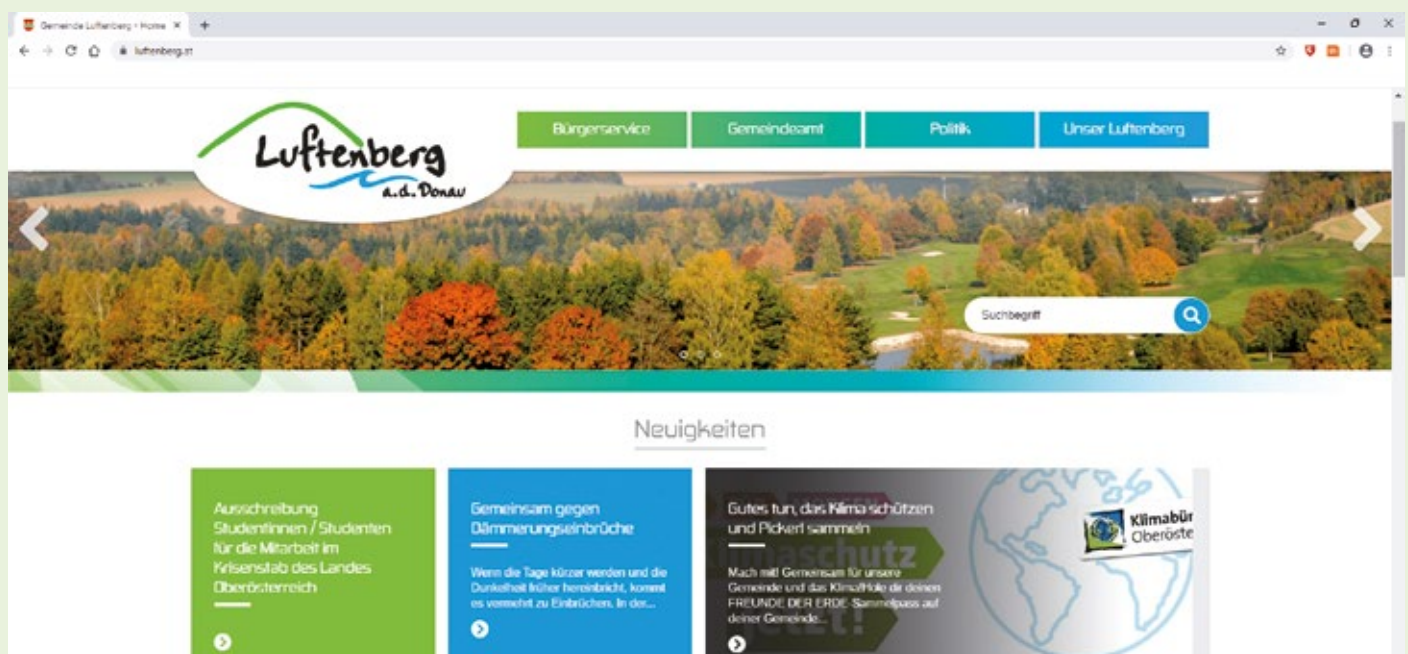 Gemeinde Luftenberg - Home
luftenberg.at
Luftenberg
a.d. Donau
Bürgerservice
Gemeindeamt
Politik
Unser Luftenberg
Suchbegriff
Neuigkeiten
Ausschreibung
Studentinnen / Studenten
für die Mitarbeit im
Krisenstab des Landes
Oberösterreich
Gemeinsam gegen
Dämmerungseinbrüche
Wenn die Tage kürzer werden und die
Dunkelheit früher hereinbricht, kommt
es vermehrt zu Einbrüchen. In der...
Gutes tun, das Klima schützen
und Pickerl sammeln
Mach mit! Gemeinsam für unsere
Gemeinde und das Klima!Hole dir deinen
FREUNDE DER ERDE-Sammelpass auf
deiner Gemeinde...
Klimaschutz
jetzt!
Klimabür
Oberöste